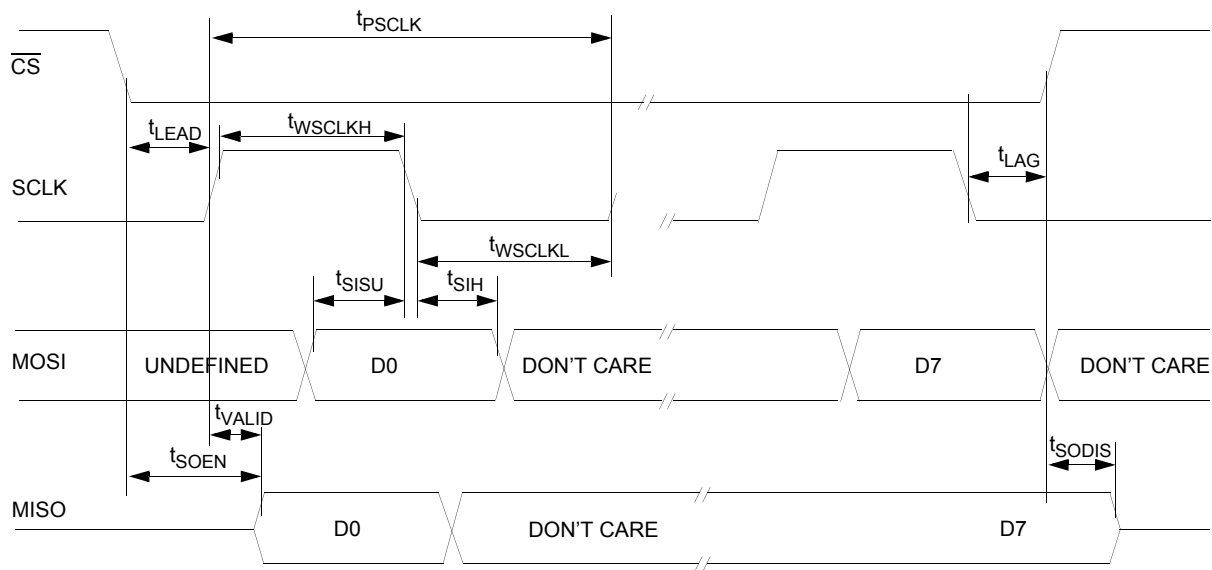 tPSCLK
CS
tLEAD
tWSCLKH
tLAG
SCLK
tWSCLKL
tSISU
tSIH
MOSI
UNDEFINED
D0
DON'T CARE
D7
DON'T CARE
tVALID
tSOEN
tSODIS
MISO
D0
DON'T CARE
D7